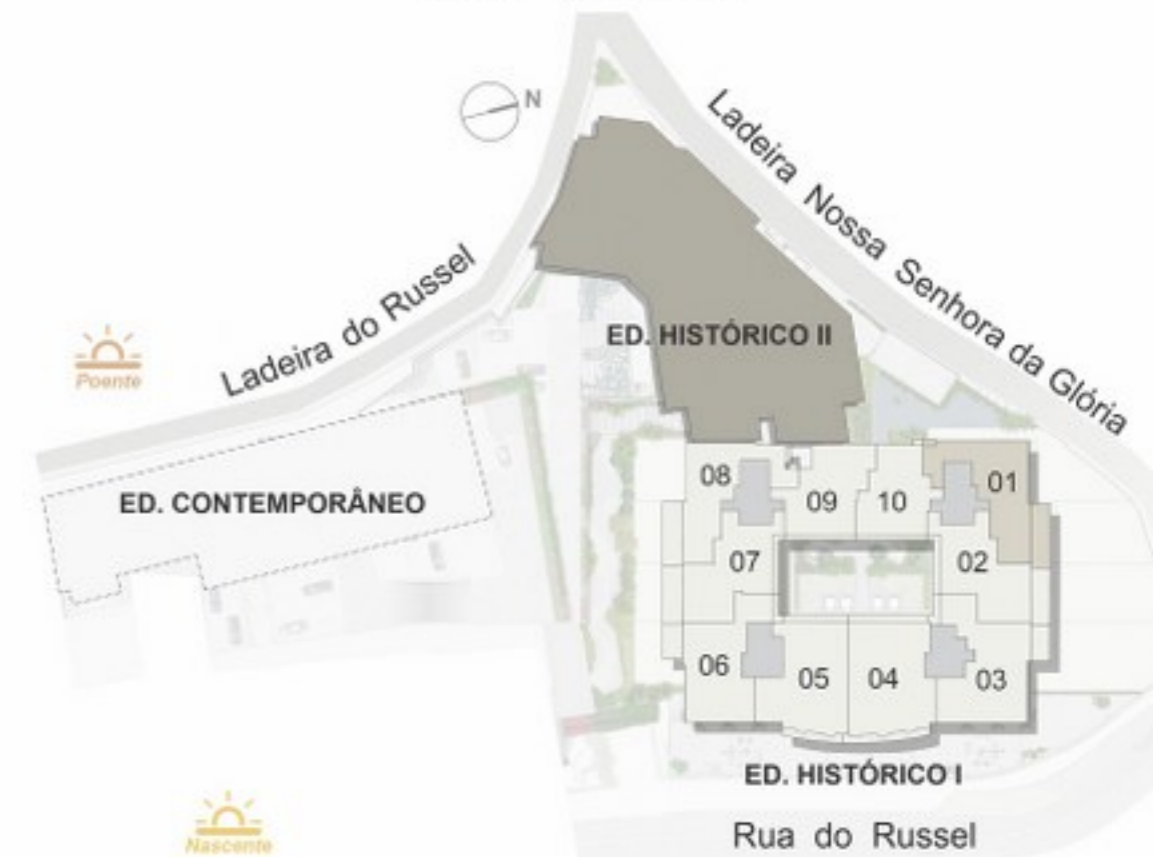 N
Ladeira Nossa Senhora da Glória
Ladeira do Russel
Poente
ED. HISTÓRICO II
ED. CONTEMPORÂNEO
08
09
10
01
07
02
06
05
04
03
ED. HISTÓRICO I
Nascente
Rua do Russel